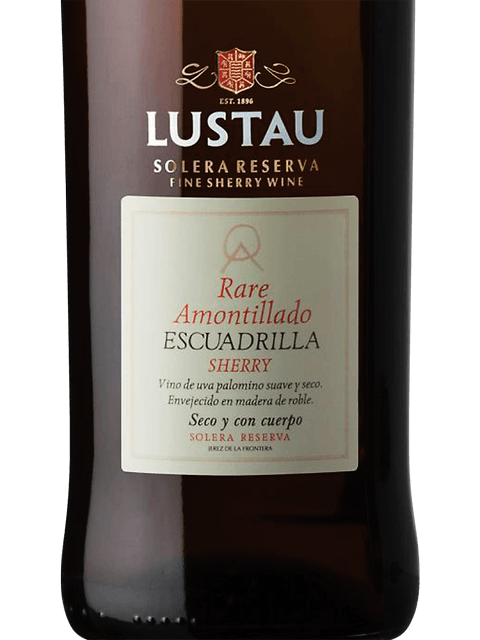 EST. 1896
LUSTAU
SOLERA RESERVA
FINE SHERRY WINE
Rare
Amontillado
ESCUADRILLA
SHERRY
Vino de uva palomino suave y seco.
Envejecido en madera de roble.
Seco y con cuerpo
SOLERA RESERVA
JEREZ DE LA FRONTERA